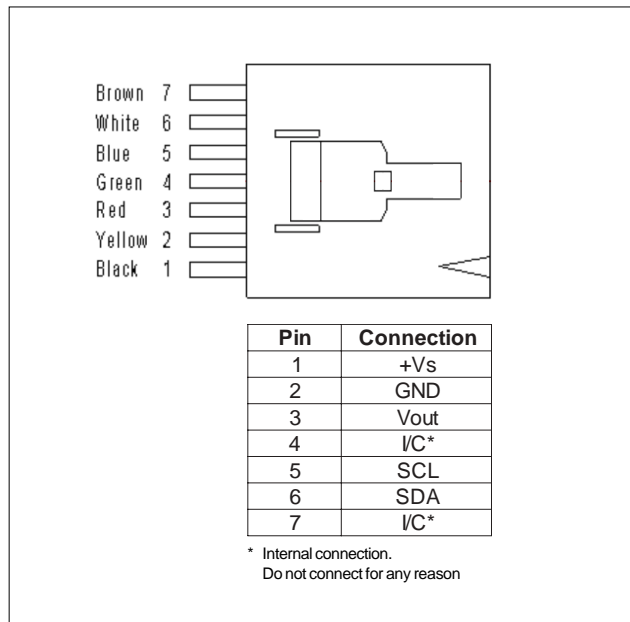 Brown 7
White 6
Blue 5
Green 4
Red 3
Yellow 2
Black 1
Pin Connection
1 +Vs
2 GND
3 Vout
4 I/C*
5 SCL
6 SDA
7 I/C*
* Internal connection.
Do not connect for any reason